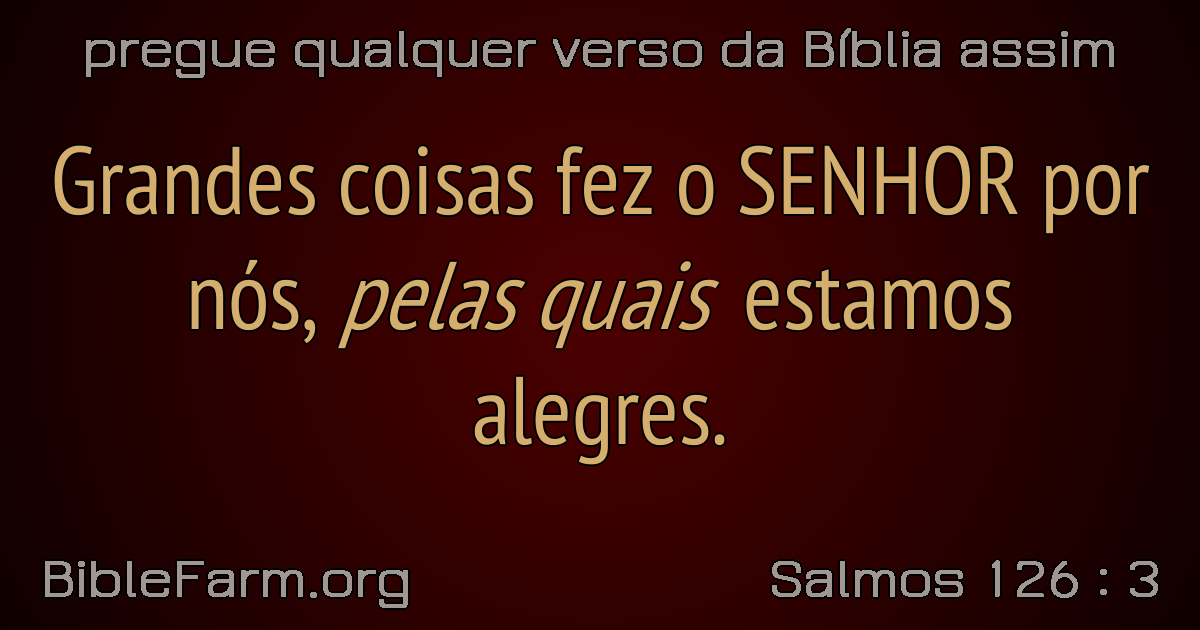 pregue qualquer verso da Bíblia assim
Grandes coisas fez o SENHOR por
nós, pelas quais estamos
alegres.
BibleFarm.org
Salmos 126 : 3